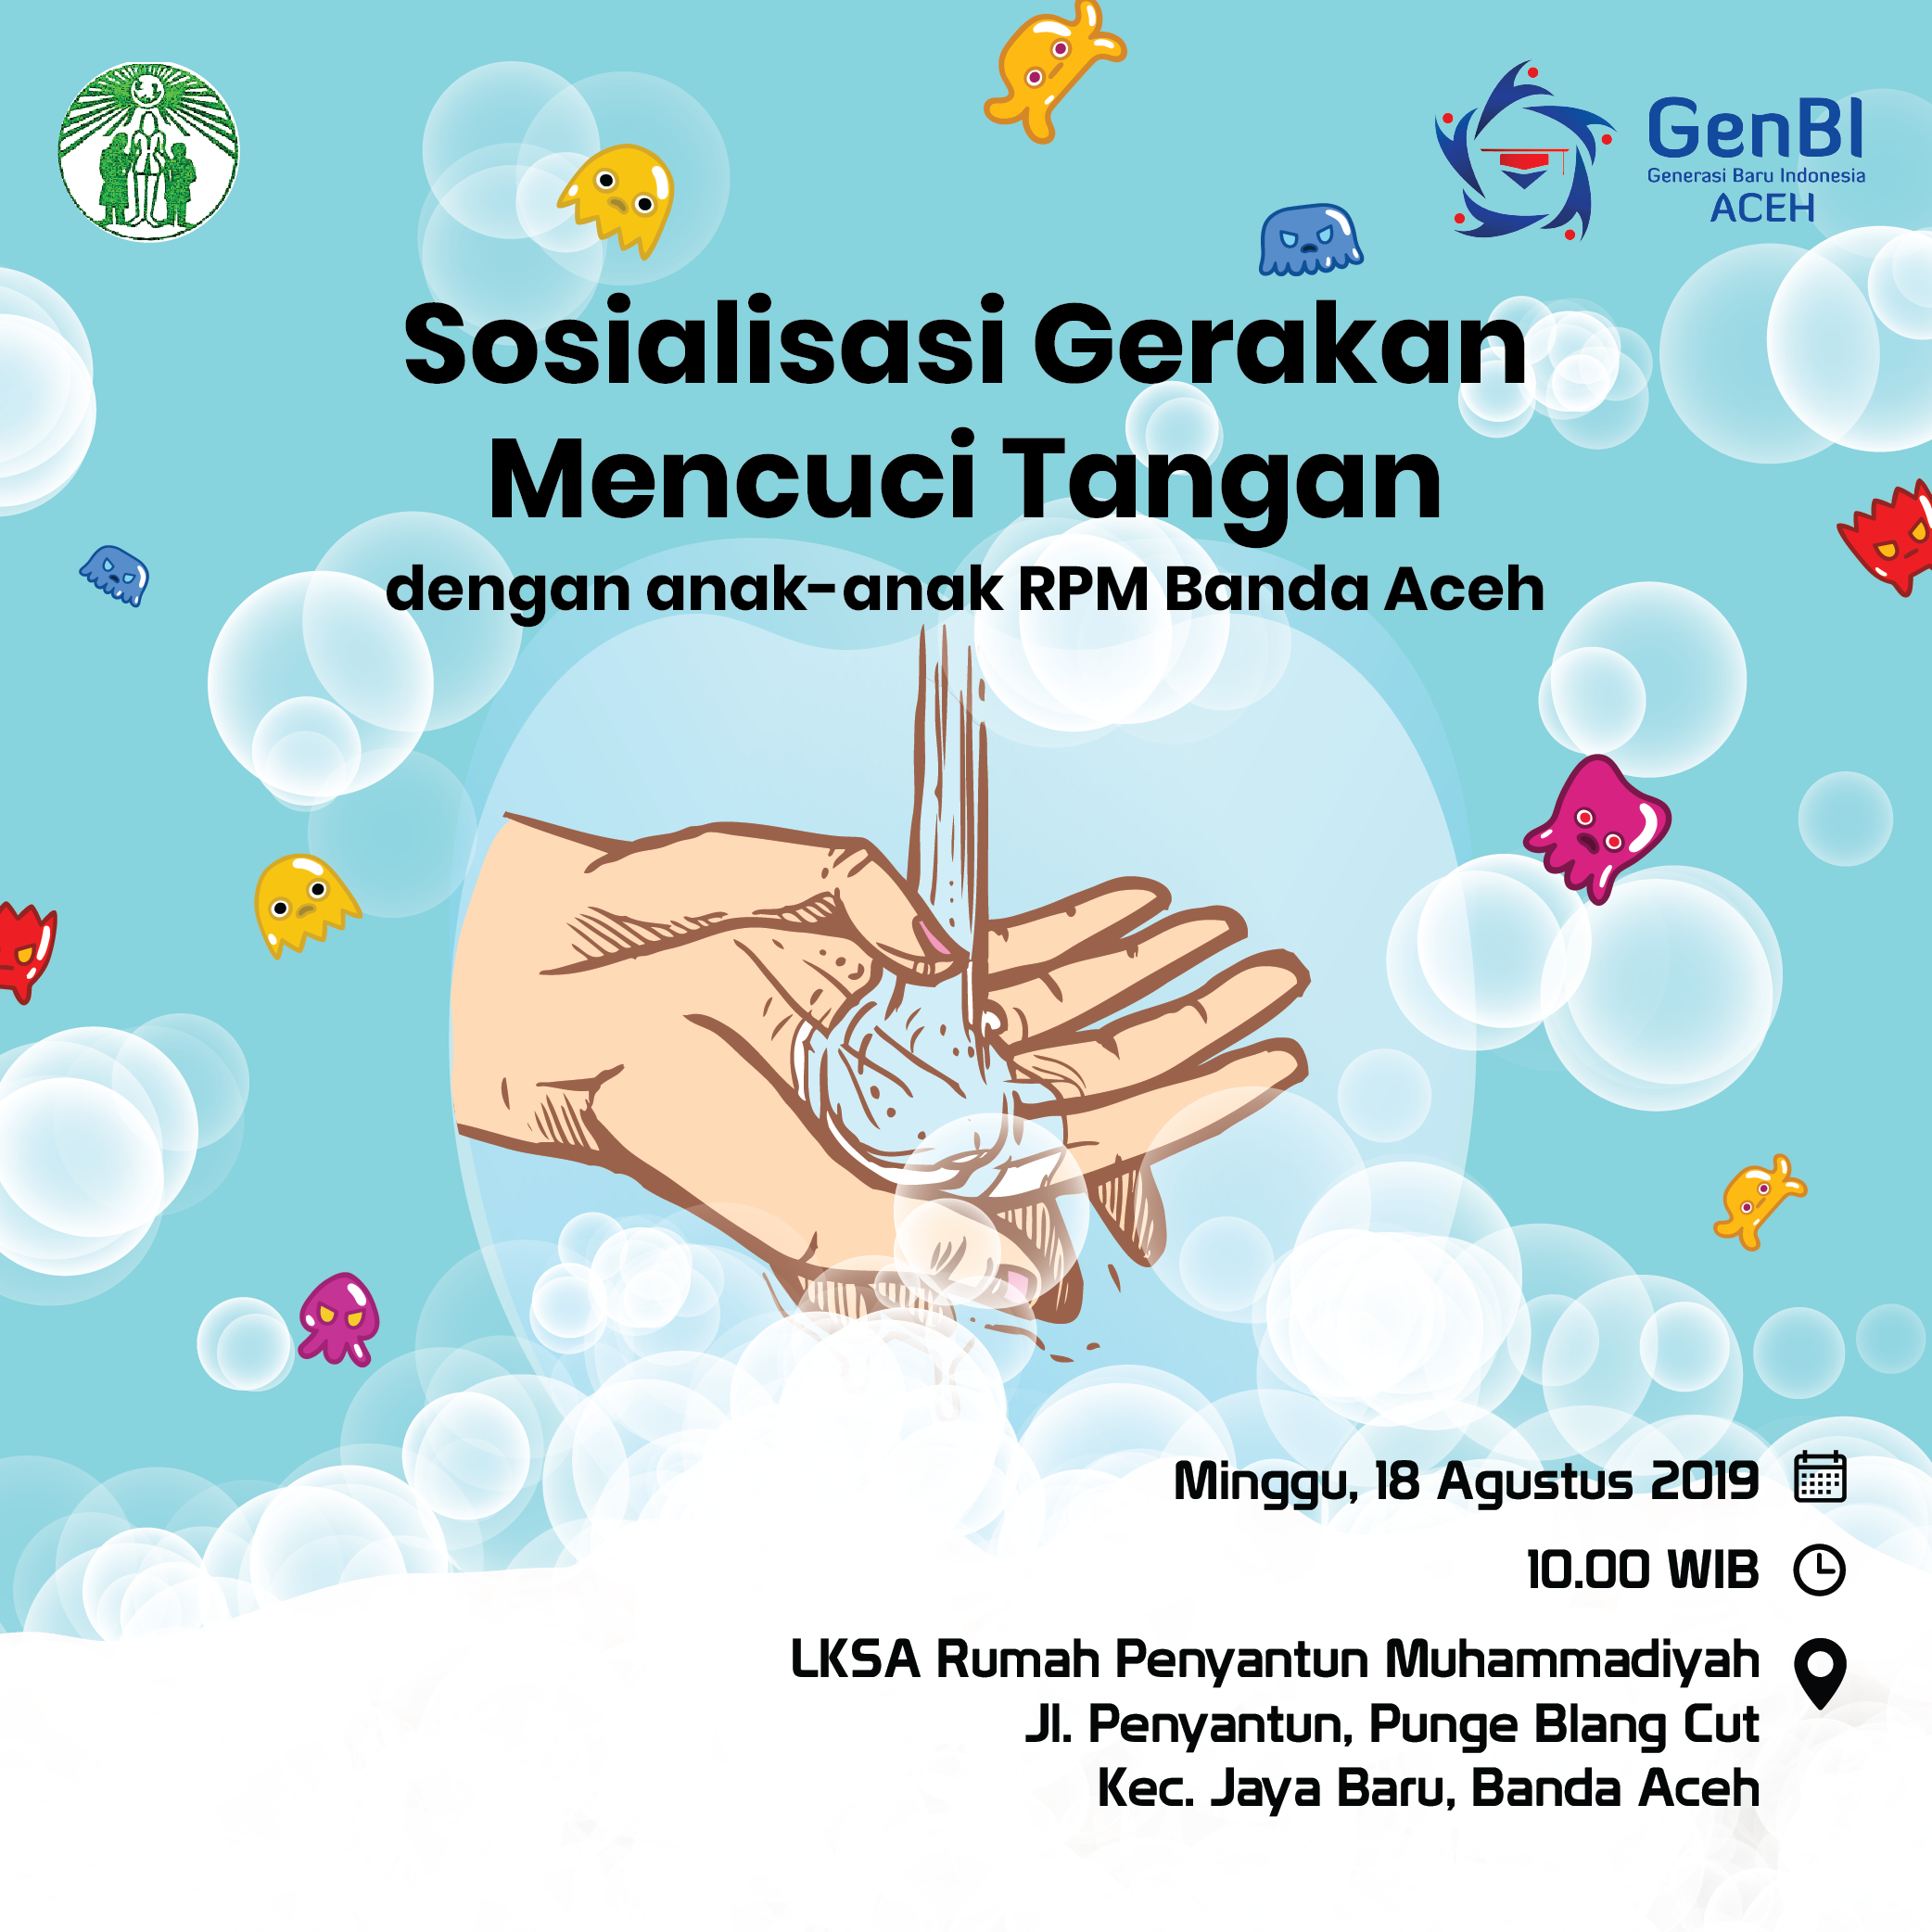 GenBI
Generasi Baru Indonesia
ACEH
Sosialisasi Gerakan
Mencuci Tangan
dengan anak-anak RPM Banda Aceh
Minggu, 18 Agustus 2019
10.00 WIB
LKSA Rumah Penyantun Muhammadiyah
Jl. Penyantun, Punge Blang Cut
Kec. Jaya Baru, Banda Aceh